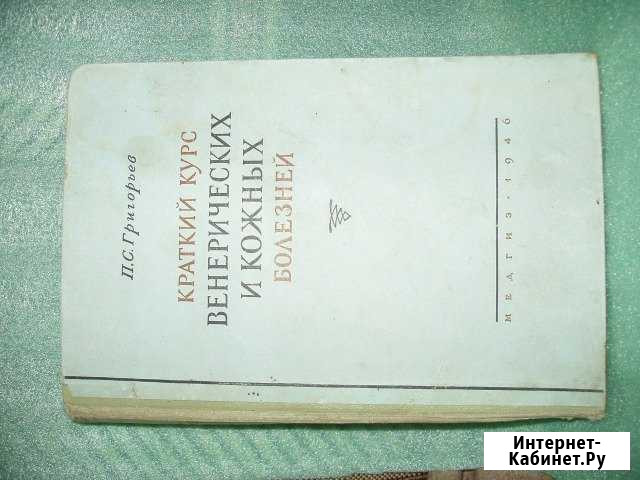 П.С.Григорьев
КРАТКИЙ КУРС
ВЕНЕРИЧЕСКИХ
И КОЖНЫХ
БОЛЕЗНЕЙ
МЕДГИЗ · 1946
Интернет-
Кабинет.Ру